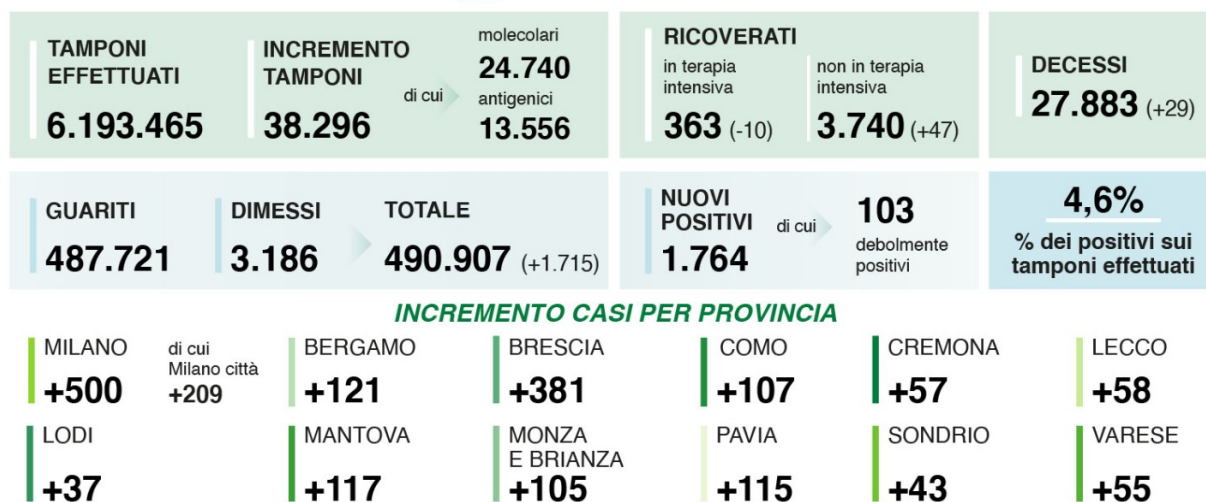 TAMPONI
EFFETTUATI
6.193.465
INCREMENTO
TAMPONI
38.296
di cui
molecolari
24.740
antigenici
13.556
RICOVERATI
in terapia
intensiva
363 (-10)
non in terapia
intensiva
3.740 (+47)
DECESSI
27.883 (+29)
GUARITI
487.721
DIMESSI
3.186
TOTALE
490.907 (+1.715)
NUOVI
POSITIVI
1.764
di cui
103
debolmente
positivi
4,6%
% dei positivi sui
tamponi effettuati
INCREMENTO CASI PER PROVINCIA
MILANO
+500
di cui
Milano città
+209
BERGAMO
+121
BRESCIA
+381
COMO
+107
CREMONA
+57
LECCO
+58
LODI
+37
MANTOVA
+117
MONZA
E BRIANZA
+105
PAVIA
+115
SONDRIO
+43
VARESE
+55